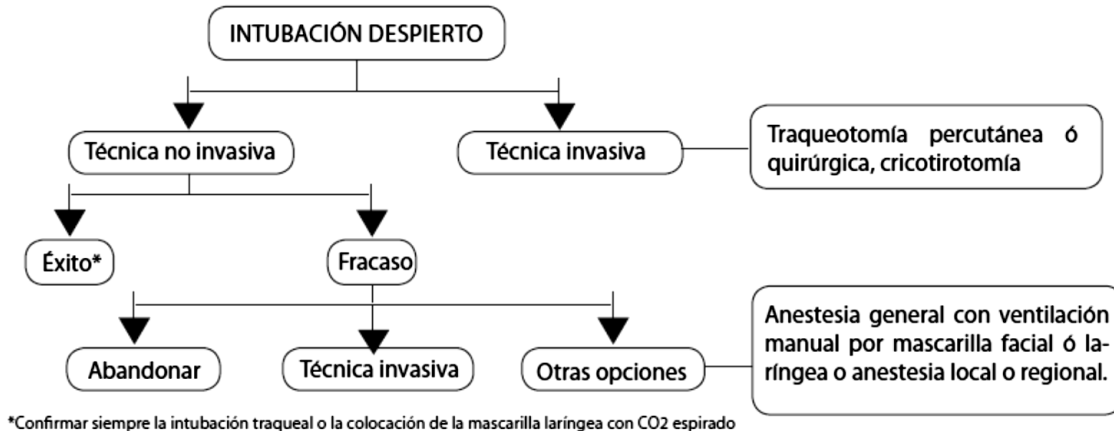 INTUBACIÓN DESPIERTO
Técnica no invasiva
Técnica invasiva
Traqueotomía percutánea ó
quirúrgica, cricotirotomía
Éxito*
Fracaso
Abandonar
Técnica invasiva
Otras opciones
Anestesia general con ventilación
manual por mascarilla facial ó la-
ríngea o anestesia local o regional.
*Confirmar siempre la intubación traqueal o la colocación de la mascarilla laríngea con CO2 espirado